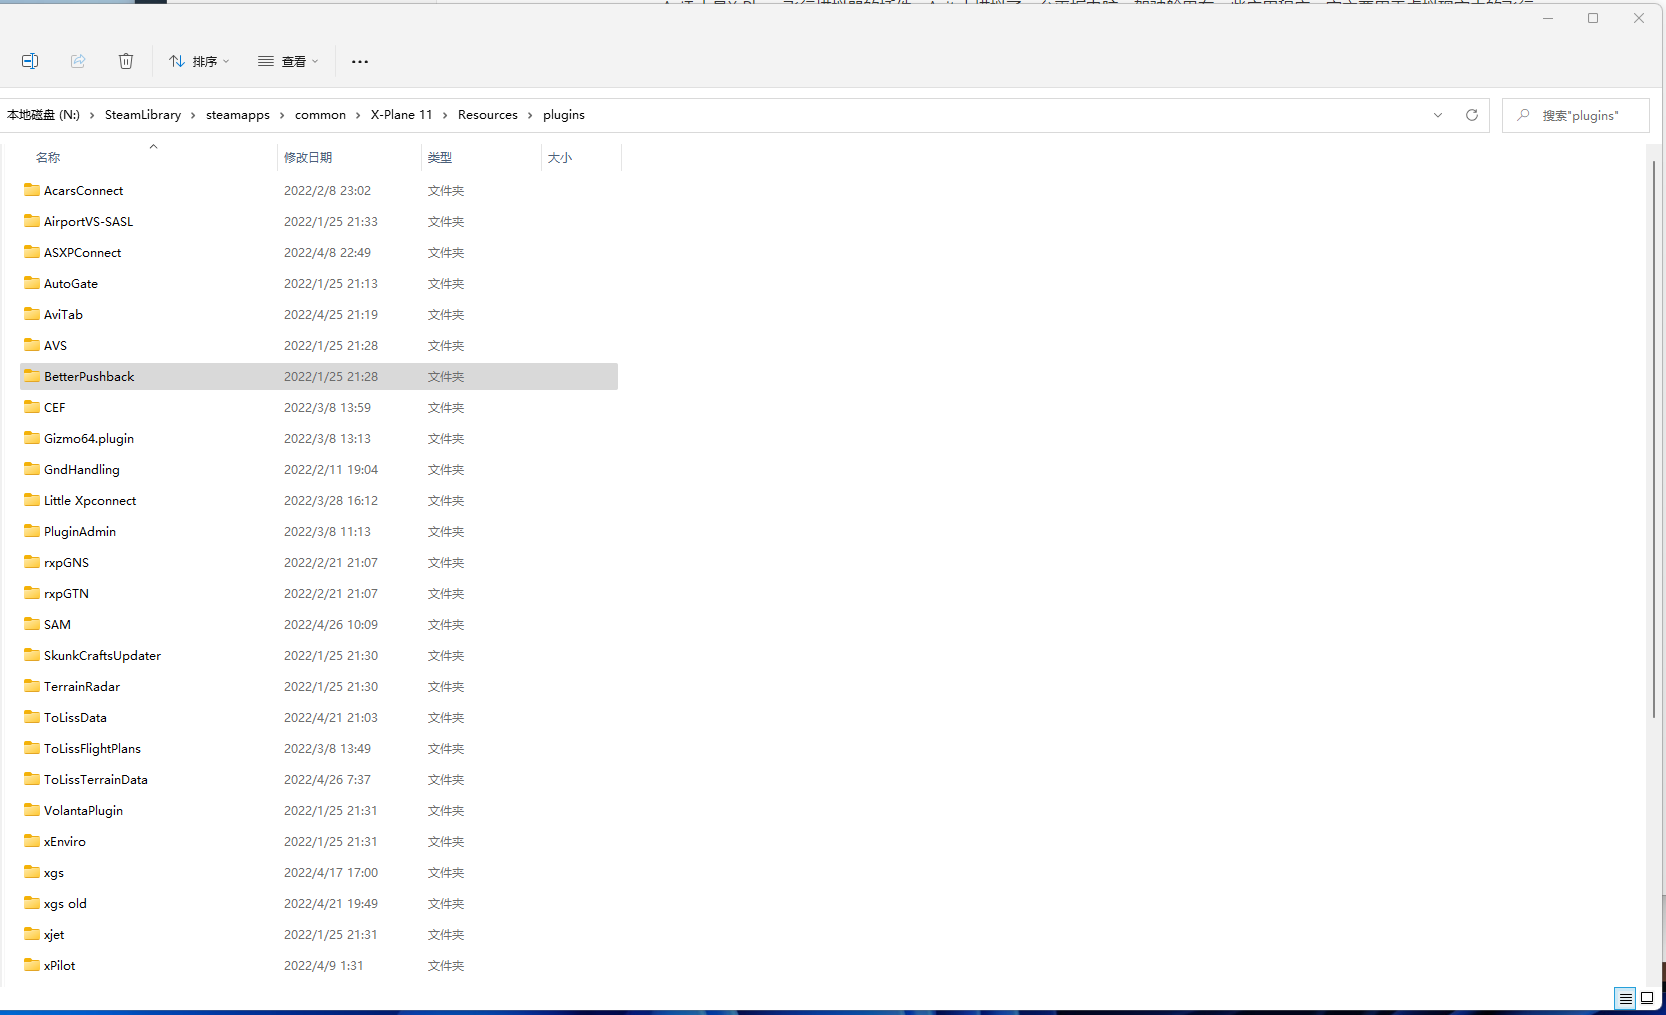 排序
查看
本地磁盘 (N:) > SteamLibrary > steamapps > common > X-Plane 11 > Resources > plugins
搜索"plugins"
名称 修改日期 类型 大小
AcarsConnect 2022/2/8 23:02 文件夹
AirportVS-SASL 2022/1/25 21:33 文件夹
ASXPConnect 2022/4/8 22:49 文件夹
AutoGate 2022/1/25 21:13 文件夹
AviTab 2022/4/25 21:19 文件夹
AVS 2022/1/25 21:28 文件夹
BetterPushback 2022/1/25 21:28 文件夹
CEF 2022/3/8 13:59 文件夹
Gizmo64.plugin 2022/3/8 13:13 文件夹
GndHandling 2022/2/11 19:04 文件夹
Little Xpconnect 2022/3/28 16:12 文件夹
PluginAdmin 2022/3/8 11:13 文件夹
rxpGNS 2022/2/21 21:07 文件夹
rxpGTN 2022/2/21 21:07 文件夹
SAM 2022/4/26 10:09 文件夹
SkunkCraftsUpdater 2022/1/25 21:30 文件夹
TerrainRadar 2022/1/25 21:30 文件夹
ToLissData 2022/4/21 21:03 文件夹
ToLissFlightPlans 2022/3/8 13:49 文件夹
ToLissTerrainData 2022/4/26 7:37 文件夹
VolantaPlugin 2022/1/25 21:31 文件夹
xEnviro 2022/1/25 21:31 文件夹
xgs 2022/4/17 17:00 文件夹
xgs old 2022/4/21 19:49 文件夹
xjet 2022/1/25 21:31 文件夹
xPilot 2022/4/9 1:31 文件夹